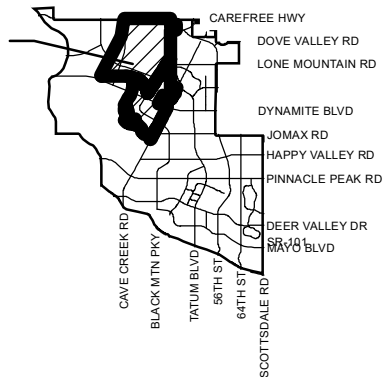 CAREFREE HWY
DOVE VALLEY RD
LONE MOUNTAIN RD
DYNAMITE BLVD
JOMAX RD
HAPPY VALLEY RD
PINNACLE PEAK RD
DEER VALLEY DR
SR-101
MAYO BLVD
CAVE CREEK RD
BLACK MTN PKY
TATUM BLVD
56TH ST
64TH ST
SCOTTSDALE RD